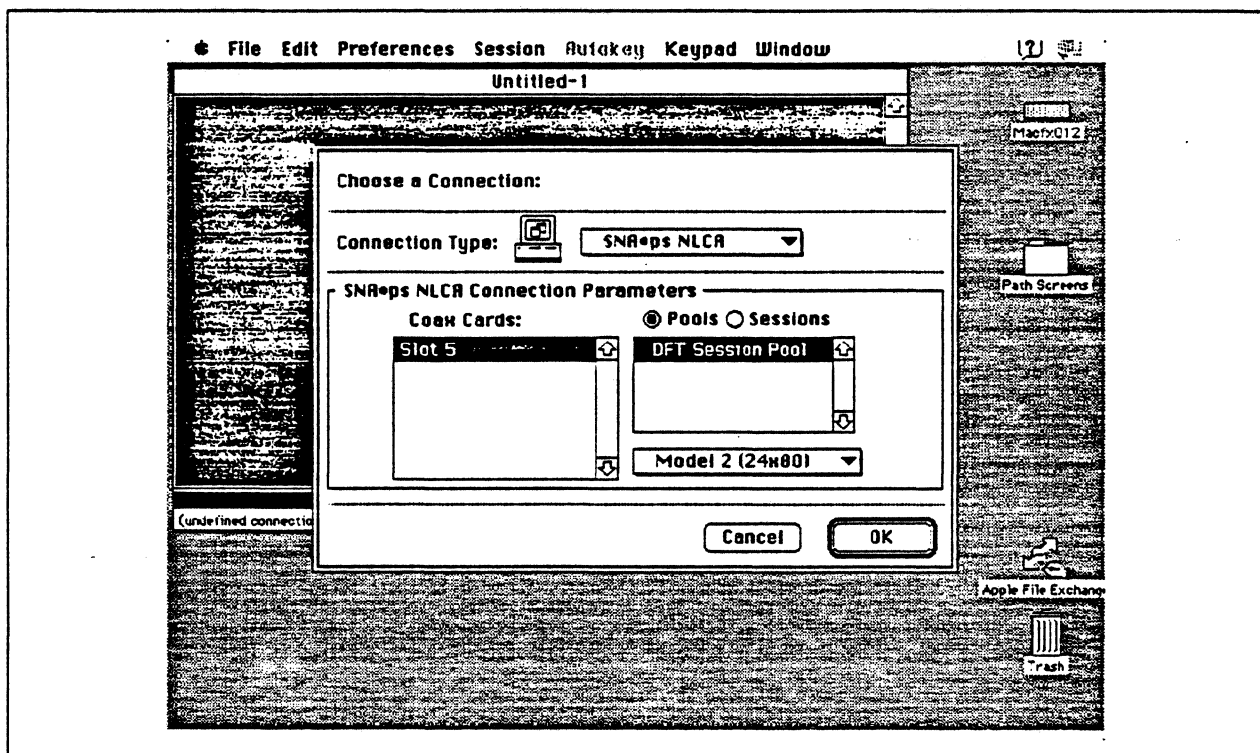 File Edit Preferences Session Autokey Keypad Window
Untitled-1
Macfx012
Choose a Connection:
Connection Type: SNA•ps NLCA
Path Screens
SNA•ps NLCA Connection Parameters
Coax Cards: Pools Sessions
Slot 5 DFT Session Pool
Model 2 (24x80)
(undefined connectio
Cancel OK
Apple File Exchange
Trash